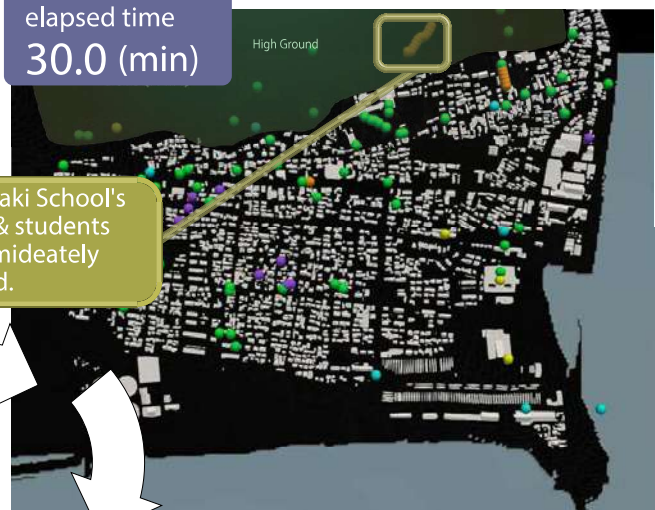 elapsed time
30.0 (min)
High Ground
aki School's
& students
mideately
d.